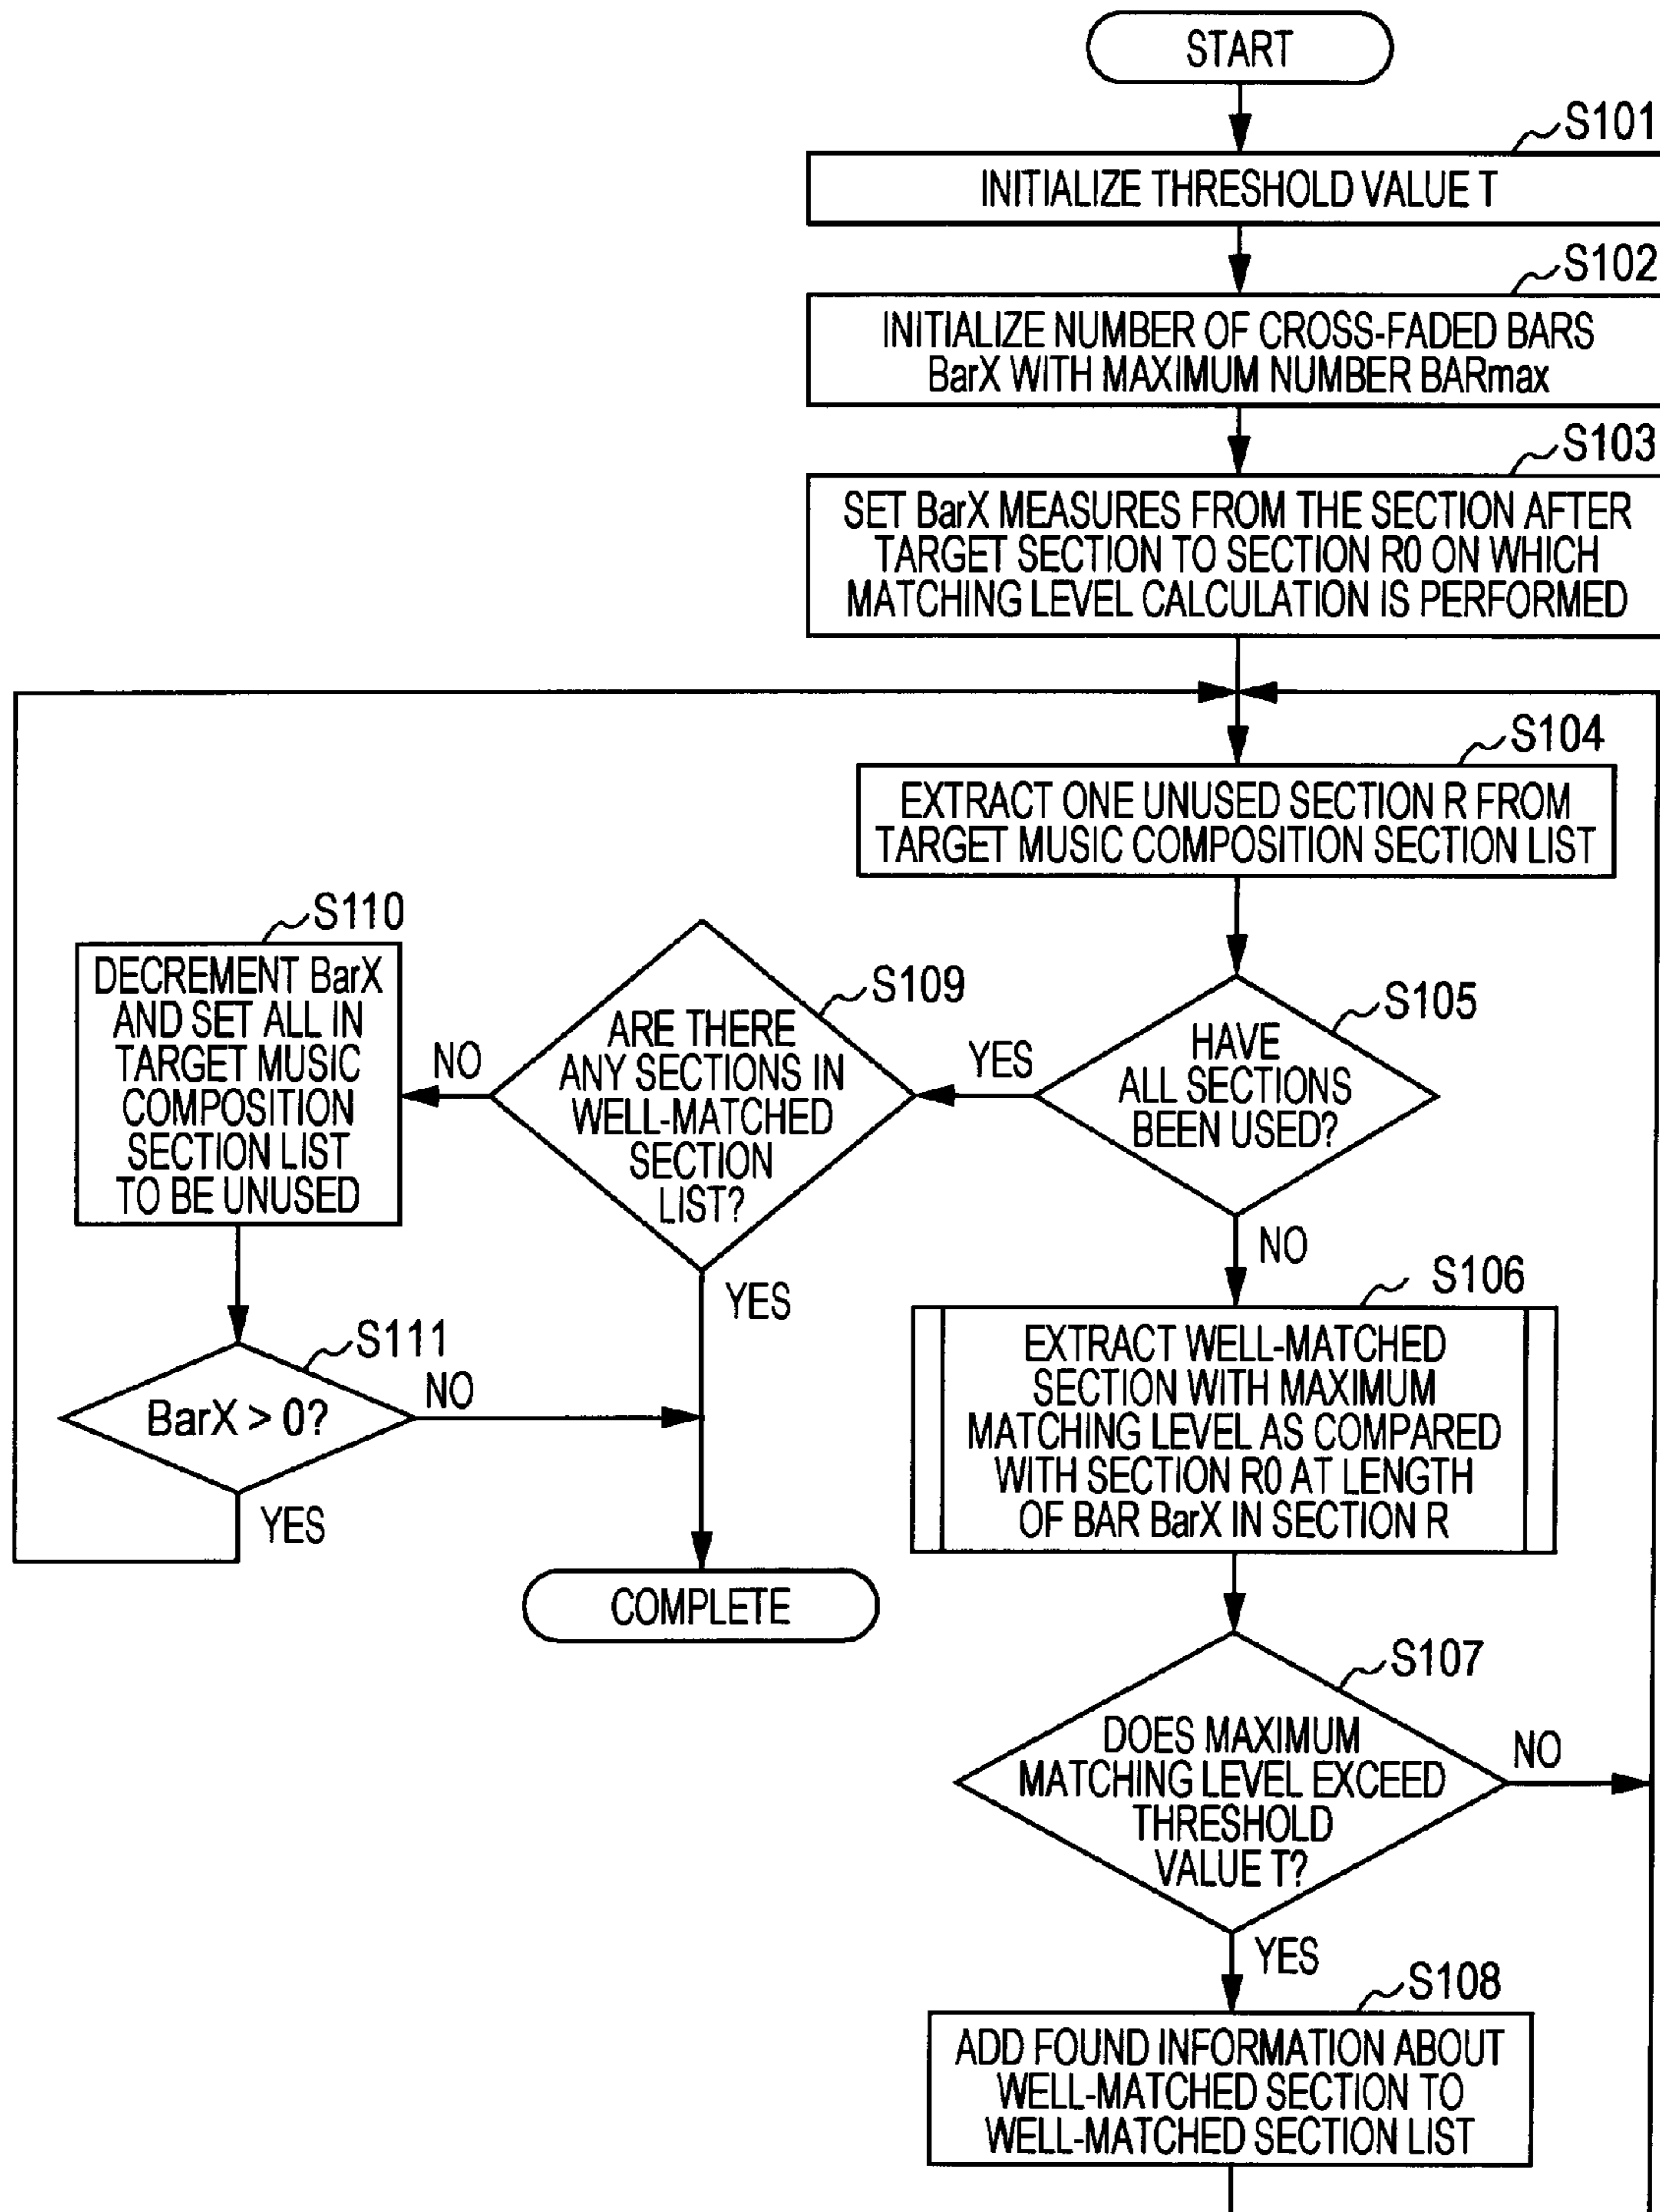 START
S101
INITIALIZE THRESHOLD VALUE T
S102
INITIALIZE NUMBER OF CROSS-FADED BARS
BarX WITH MAXIMUM NUMBER BARmax
S103
SET BarX MEASURES FROM THE SECTION AFTER
TARGET SECTION TO SECTION R0 ON WHICH
MATCHING LEVEL CALCULATION IS PERFORMED
S104
EXTRACT ONE UNUSED SECTION R FROM
TARGET MUSIC COMPOSITION SECTION LIST
S105
HAVE
ALL SECTIONS
BEEN USED?
YES
NO
S109
ARE THERE
ANY SECTIONS IN
WELL-MATCHED
SECTION
LIST?
NO
YES
S110
DECREMENT BarX
AND SET ALL IN
TARGET MUSIC
COMPOSITION
SECTION LIST
TO BE UNUSED
S111
BarX > 0?
NO
YES
COMPLETE
S106
EXTRACT WELL-MATCHED
SECTION WITH MAXIMUM
MATCHING LEVEL AS COMPARED
WITH SECTION R0 AT LENGTH
OF BAR BarX IN SECTION R
S107
DOES MAXIMUM
MATCHING LEVEL EXCEED
THRESHOLD
VALUE T?
NO
YES
S108
ADD FOUND INFORMATION ABOUT
WELL-MATCHED SECTION TO
WELL-MATCHED SECTION LIST